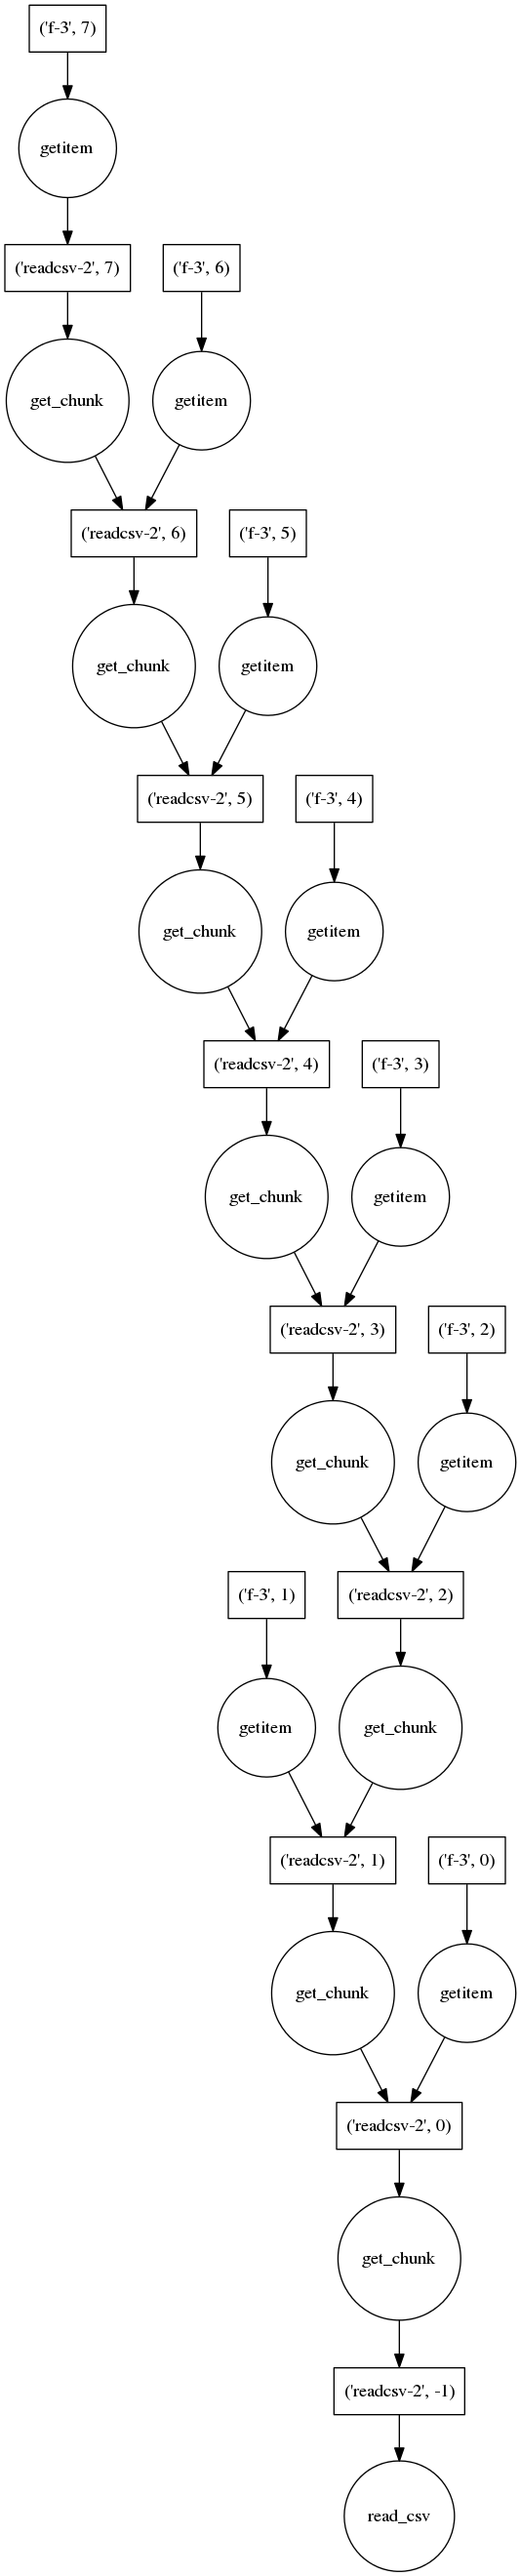 ('f-3', 7)
getitem
('readcsv-2', 7)
('f-3', 6)
get_chunk
getitem
('readcsv-2', 6)
('f-3', 5)
get_chunk
getitem
('readcsv-2', 5)
('f-3', 4)
get_chunk
getitem
('readcsv-2', 4)
('f-3', 3)
get_chunk
getitem
('readcsv-2', 3)
('f-3', 2)
get_chunk
getitem
('f-3', 1)
('readcsv-2', 2)
getitem
get_chunk
('readcsv-2', 1)
('f-3', 0)
get_chunk
getitem
('readcsv-2', 0)
get_chunk
('readcsv-2', -1)
read_csv